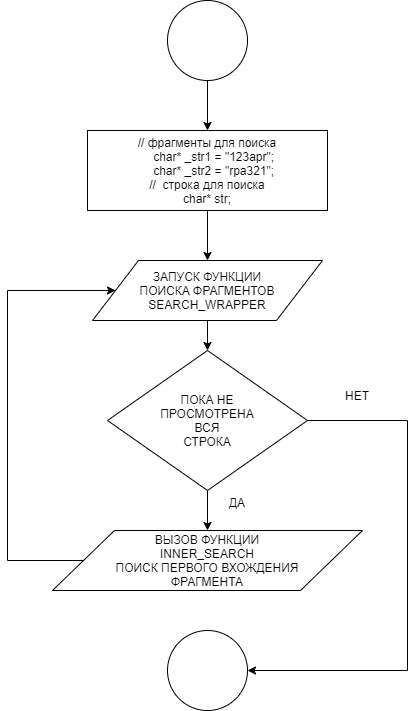 // фрагменты для поиска
char* _str1 = "123apr";
char* _str2 = "rpa321";
// строка для поиска
char* str;
ЗАПУСК ФУНКЦИИ
ПОИСКА ФРАГМЕНТОВ
SEARCH_WRAPPER
ПОКА НЕ
ПРОСМОТРЕНА
ВСЯ
СТРОКА
НЕТ
ДА
ВЫЗОВ ФУНКЦИИ
INNER_SEARCH
ПОИСК ПЕРВОГО ВХОЖДЕНИЯ
ФРАГМЕНТА